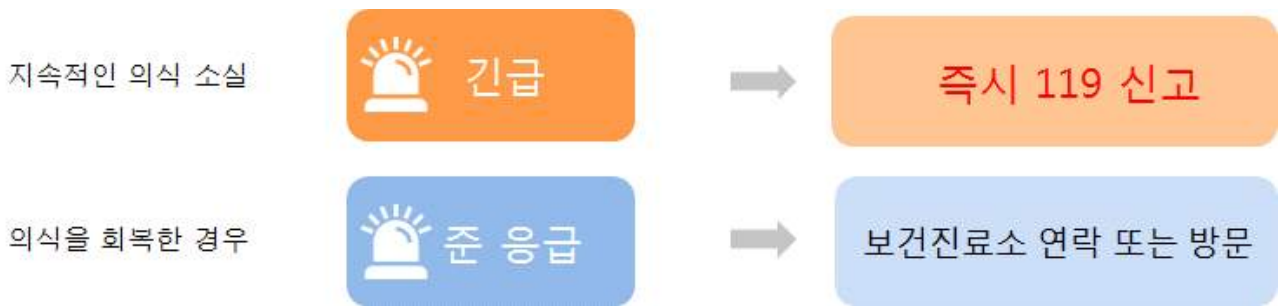 지속적인 의식 소실
긴급
즉시 119 신고
의식을 회복한 경우
준 응급
보건진료소 연락 또는 방문